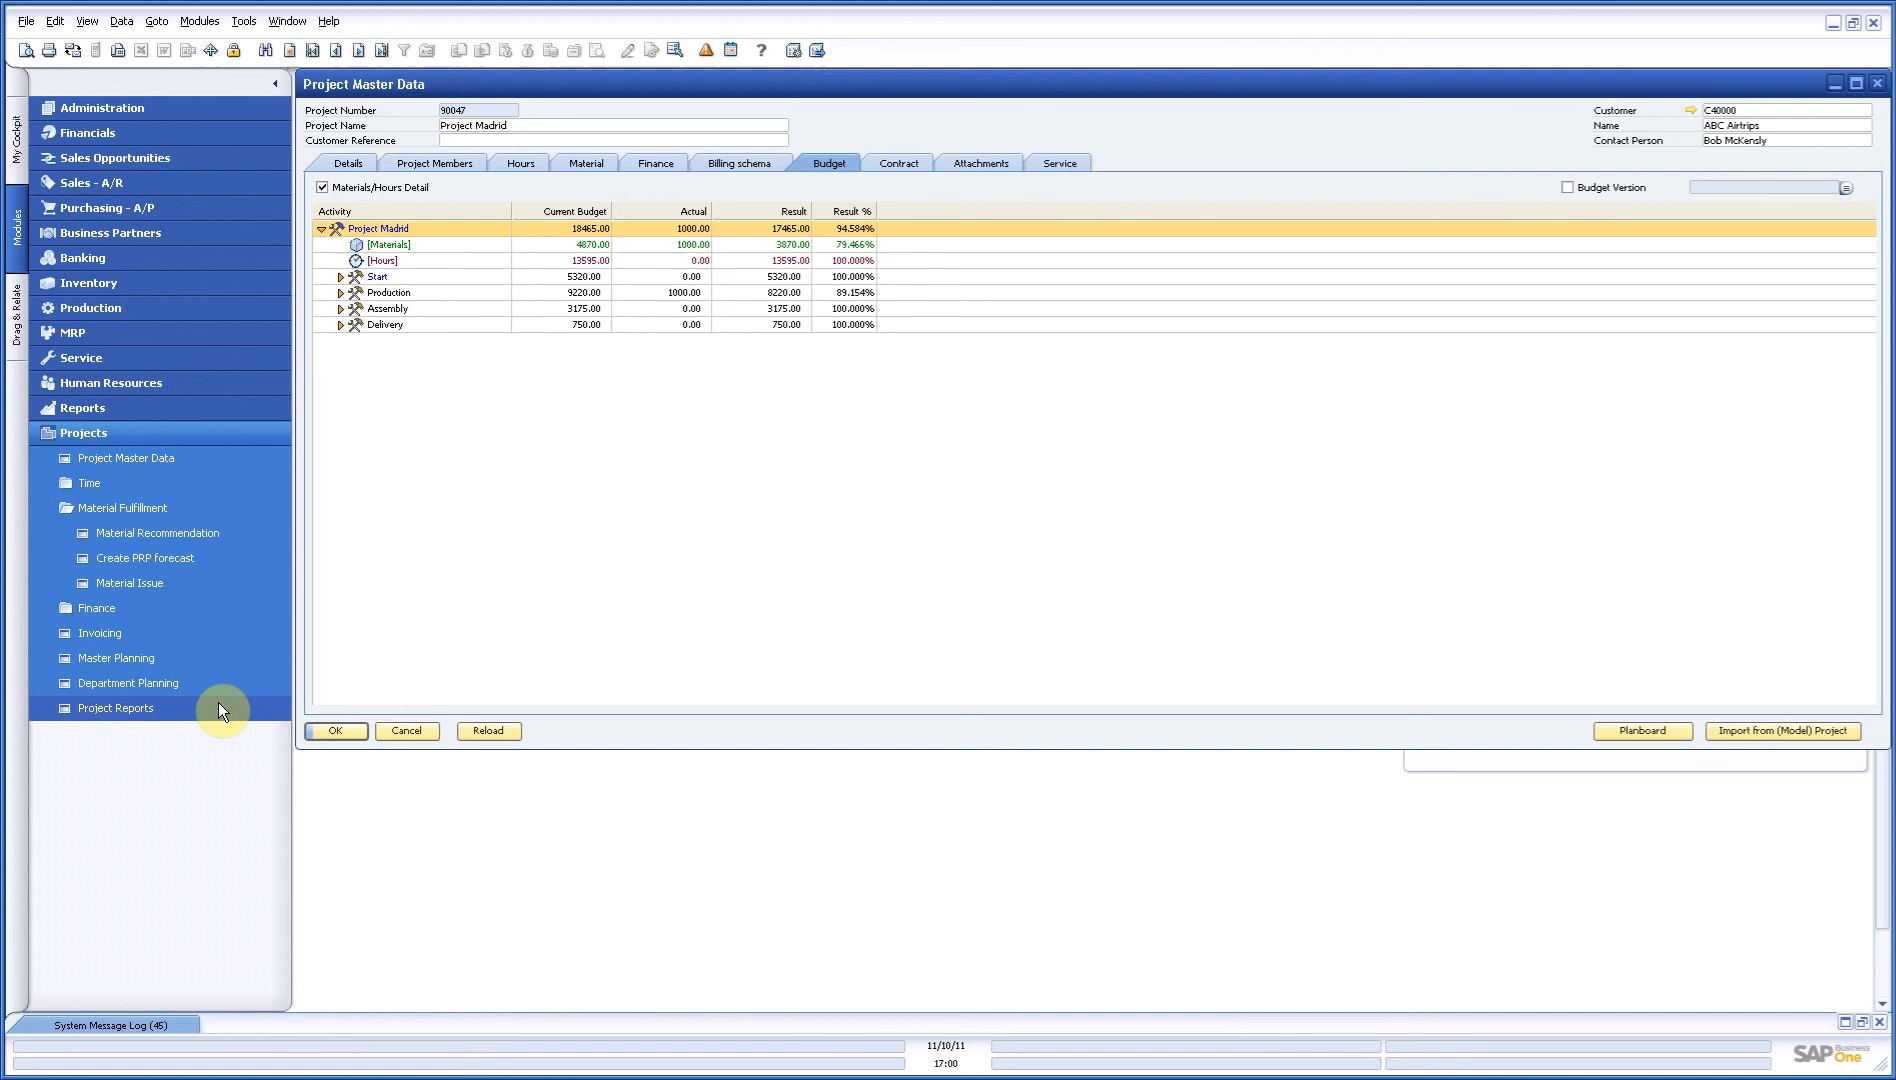 File Edit View Data Goto Modules Tools Window Help
My Cockpit
Modules
Drag & Relate
Administration
Financials
Sales Opportunities
Sales - A/R
Purchasing - A/P
Business Partners
Banking
Inventory
Production
MRP
Service
Human Resources
Reports
Projects
Project Master Data
Time
Material Fulfillment
Material Recommendation
Create PRP forecast
Material Issue
Finance
Invoicing
Master Planning
Department Planning
Project Reports
Project Master Data
Project Number 90047
Project Name Project Madrid
Customer Reference
Customer C40000
Name ABC Airtrips
Contact Person Bob McKensly
Details Project Members Hours Material Finance Billing schema Budget Contract Attachments Service
Materials/Hours Detail
Budget Version
Activity Current Budget Actual Result Result %
Project Madrid 18465.00 1000.00 17465.00 94.584%
[Materials] 4870.00 1000.00 3870.00 79.466%
[Hours] 13595.00 0.00 13595.00 100.000%
Start 5320.00 0.00 5320.00 100.000%
Production 9220.00 1000.00 8220.00 89.154%
Assembly 3175.00 0.00 3175.00 100.000%
Delivery 750.00 0.00 750.00 100.000%
OK Cancel Reload Planboard Import from (Model) Project
System Message Log (45)
11/10/11
17:00
SAP Business One